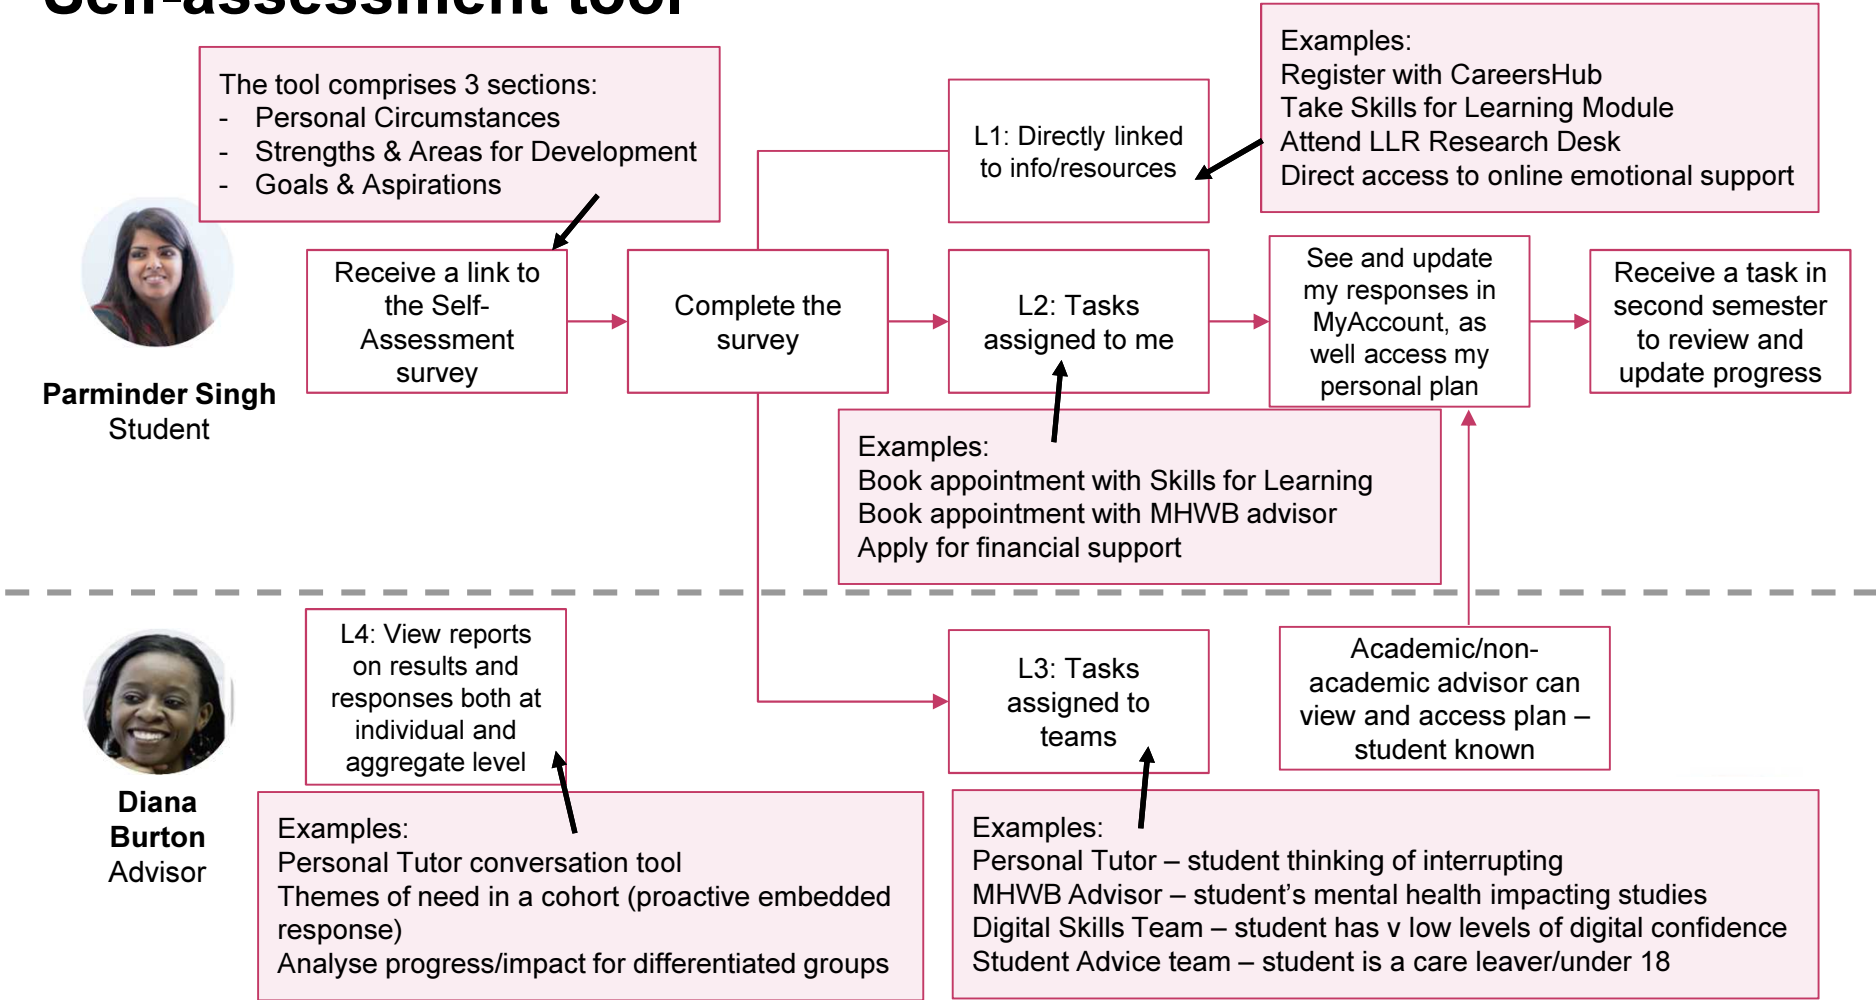 Self-assessment tool
The tool comprises 3 sections:
- Personal Circumstances
- Strengths & Areas for Development
- Goals & Aspirations
L1: Directly linked
to info/resources
Examples:
Register with CareersHub
Take Skills for Learning Module
Attend LLR Research Desk
Direct access to online emotional support
Parminder Singh
Student
Receive a link to
the Self-
Assessment
survey
Complete the
survey
L2: Tasks
assigned to me
See and update
my responses in
MyAccount, as
well access my
personal plan
Receive a task in
second semester
to review and
update progress
Examples:
Book appointment with Skills for Learning
Book appointment with MHWB advisor
Apply for financial support
Diana
Burton
Advisor
L4: View reports
on results and
responses both at
individual and
aggregate level
L3: Tasks
assigned to
teams
Academic/non-
academic advisor can
view and access plan –
student known
Examples:
Personal Tutor conversation tool
Themes of need in a cohort (proactive embedded
response)
Analyse progress/impact for differentiated groups
Examples:
Personal Tutor – student thinking of interrupting
MHWB Advisor – student’s mental health impacting studies
Digital Skills Team – student has v low levels of digital confidence
Student Advice team – student is a care leaver/under 18